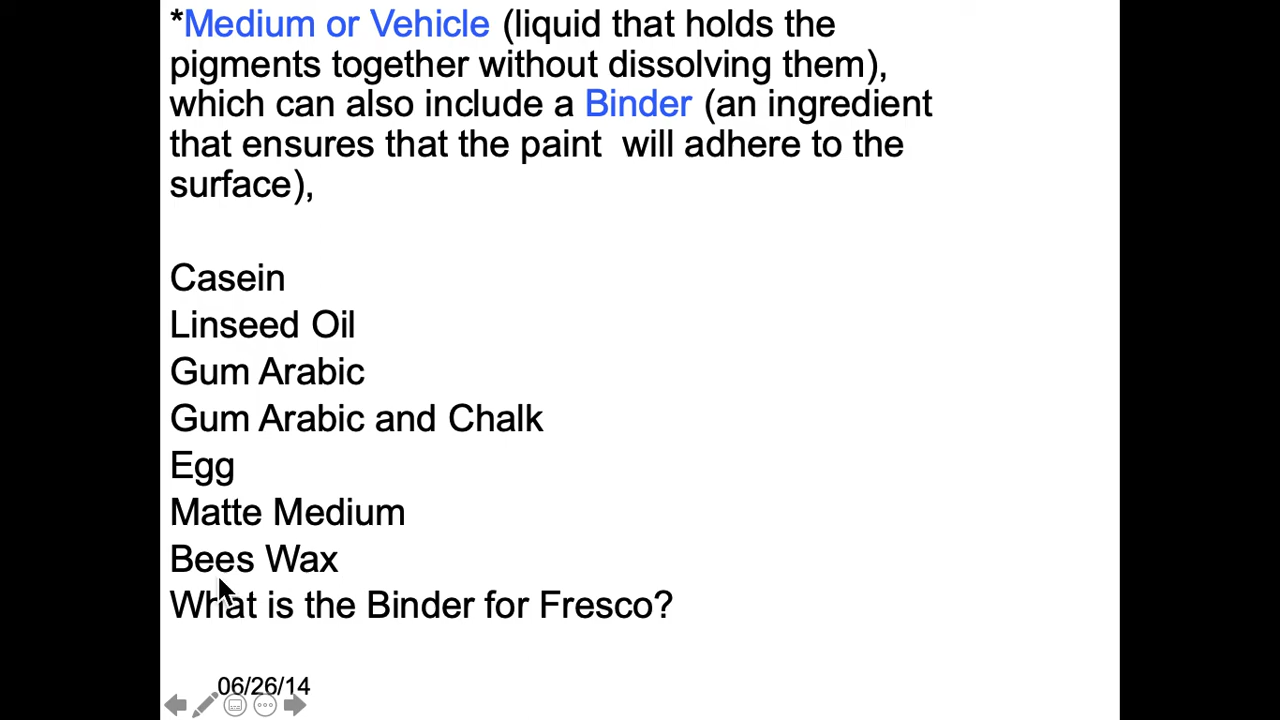 *Medium or Vehicle (liquid that holds the
pigments together without dissolving them),
which can also include a Binder (an ingredient
that ensures that the paint  will adhere to the
surface),
Casein
Linseed Oil
Gum Arabic
Gum Arabic and Chalk
Egg
Matte Medium
Bees Wax
What is the Binder for Fresco?
06/26/14